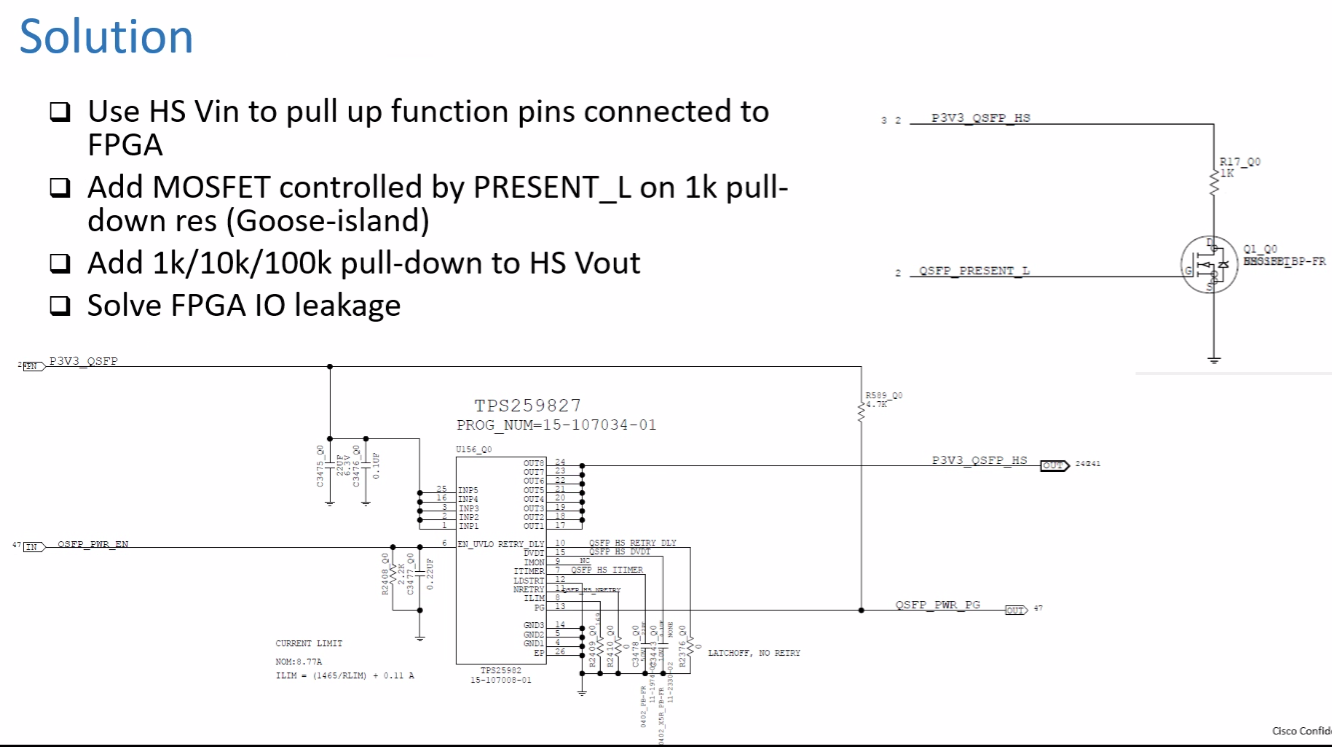 Solution
Use HS Vin to pull up function pins connected to
FPGA
Add MOSFET controlled by PRESENT_L on 1k pull-
down res (Goose-island)
Add 1k/10k/100k pull-down to HS Vout
Solve FPGA IO leakage
3 2 P3V3_QSFP_HS
R17_Q0
1K
D
Q1_Q0
2 QSFP_PRESENT_L
G
S
IN P3V3_QSFP
TPS259827
PROG_NUM=15-107034-01
R589_Q0
4.7K
U156_Q0
C3475_Q0
22UF
6.3V
C3476_Q0
0.1UF
OUT8 24
OUT7 23
OUT6 22
OUT5 21
OUT4 20
OUT3 19
OUT2 18
OUT1 17
P3V3_QSFP_HS OUT
25 INP5
16 INP4
3 INP3
2 INP2
1 INP1
47 IN QSFP_PWR_EN
6 EN_UVLO RETRY_DLY 10 QSFP_HS_RETRY_DLY
DVDT 15 QSFP_HS_DVDT
IMON 9 NC
ITIMER 7 QSFP_HS_ITIMER
LDSTRT 12
NRETRY 11
ILIM 8
PG 13
QSFP_PWR_PG OUT 47
R2408_Q0
2.2K
C3477_Q0
0.22UF
GND3 14
GND2 5
GND1 4
EP 26
R2409_Q0
R2410_Q0
0
C3478_Q0
C3443_Q0
NONE
R2376_Q0
0
LATCHOFF, NO RETRY
CURRENT LIMIT
NOM:8.77A
ILIM = (1465/RLIM) + 0.11 A
TPS25982
15-107008-01
Cisco Confid